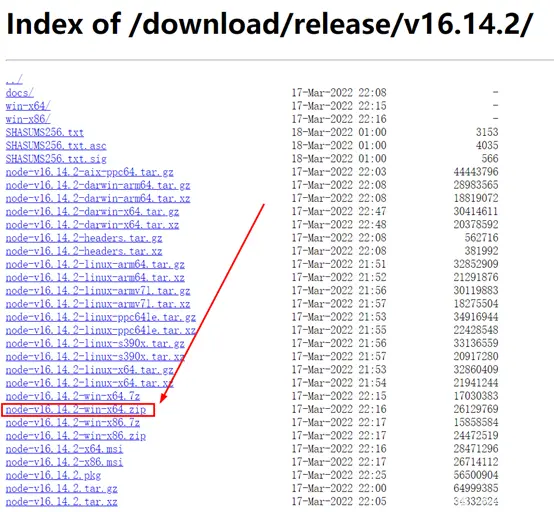 Index of /download/release/v16.14.2/
../
docs/ 17-Mar-2022 22:08 -
win-x64/ 17-Mar-2022 22:15 -
win-x86/ 17-Mar-2022 22:16 -
SHASUMS256.txt 18-Mar-2022 01:00 3153
SHASUMS256.txt.asc 18-Mar-2022 01:00 4035
SHASUMS256.txt.sig 18-Mar-2022 01:00 566
node-v16.14.2-aix-ppc64.tar.gz 17-Mar-2022 22:03 44443796
node-v16.14.2-darwin-arm64.tar.gz 17-Mar-2022 22:08 28983565
node-v16.14.2-darwin-arm64.tar.xz 17-Mar-2022 22:08 18819072
node-v16.14.2-darwin-x64.tar.gz 17-Mar-2022 22:47 30414611
node-v16.14.2-darwin-x64.tar.xz 17-Mar-2022 22:48 20378592
node-v16.14.2-headers.tar.gz 17-Mar-2022 22:08 562716
node-v16.14.2-headers.tar.xz 17-Mar-2022 22:08 381992
node-v16.14.2-linux-arm64.tar.gz 17-Mar-2022 21:51 32852909
node-v16.14.2-linux-arm64.tar.xz 17-Mar-2022 21:52 21291876
node-v16.14.2-linux-armv7l.tar.gz 17-Mar-2022 21:56 30119883
node-v16.14.2-linux-armv7l.tar.xz 17-Mar-2022 21:57 18275504
node-v16.14.2-linux-ppc64le.tar.gz 17-Mar-2022 21:53 34916944
node-v16.14.2-linux-ppc64le.tar.xz 17-Mar-2022 21:55 22428548
node-v16.14.2-linux-s390x.tar.gz 17-Mar-2022 21:56 33136559
node-v16.14.2-linux-s390x.tar.xz 17-Mar-2022 21:57 20917280
node-v16.14.2-linux-x64.tar.gz 17-Mar-2022 21:53 32860409
node-v16.14.2-linux-x64.tar.xz 17-Mar-2022 21:54 21941244
node-v16.14.2-win-x64.7z 17-Mar-2022 22:15 17030383
node-v16.14.2-win-x64.zip 17-Mar-2022 22:16 26129769
node-v16.14.2-win-x86.7z 17-Mar-2022 22:17 15858584
node-v16.14.2-win-x86.zip 17-Mar-2022 22:17 24472519
node-v16.14.2-x64.msi 17-Mar-2022 22:16 28471296
node-v16.14.2-x86.msi 17-Mar-2022 22:17 26714112
node-v16.14.2.pkg 17-Mar-2022 22:25 56500904
node-v16.14.2.tar.gz 17-Mar-2022 22:00 64999385
node-v16.14.2.tar.xz 17-Mar-2022 22:05